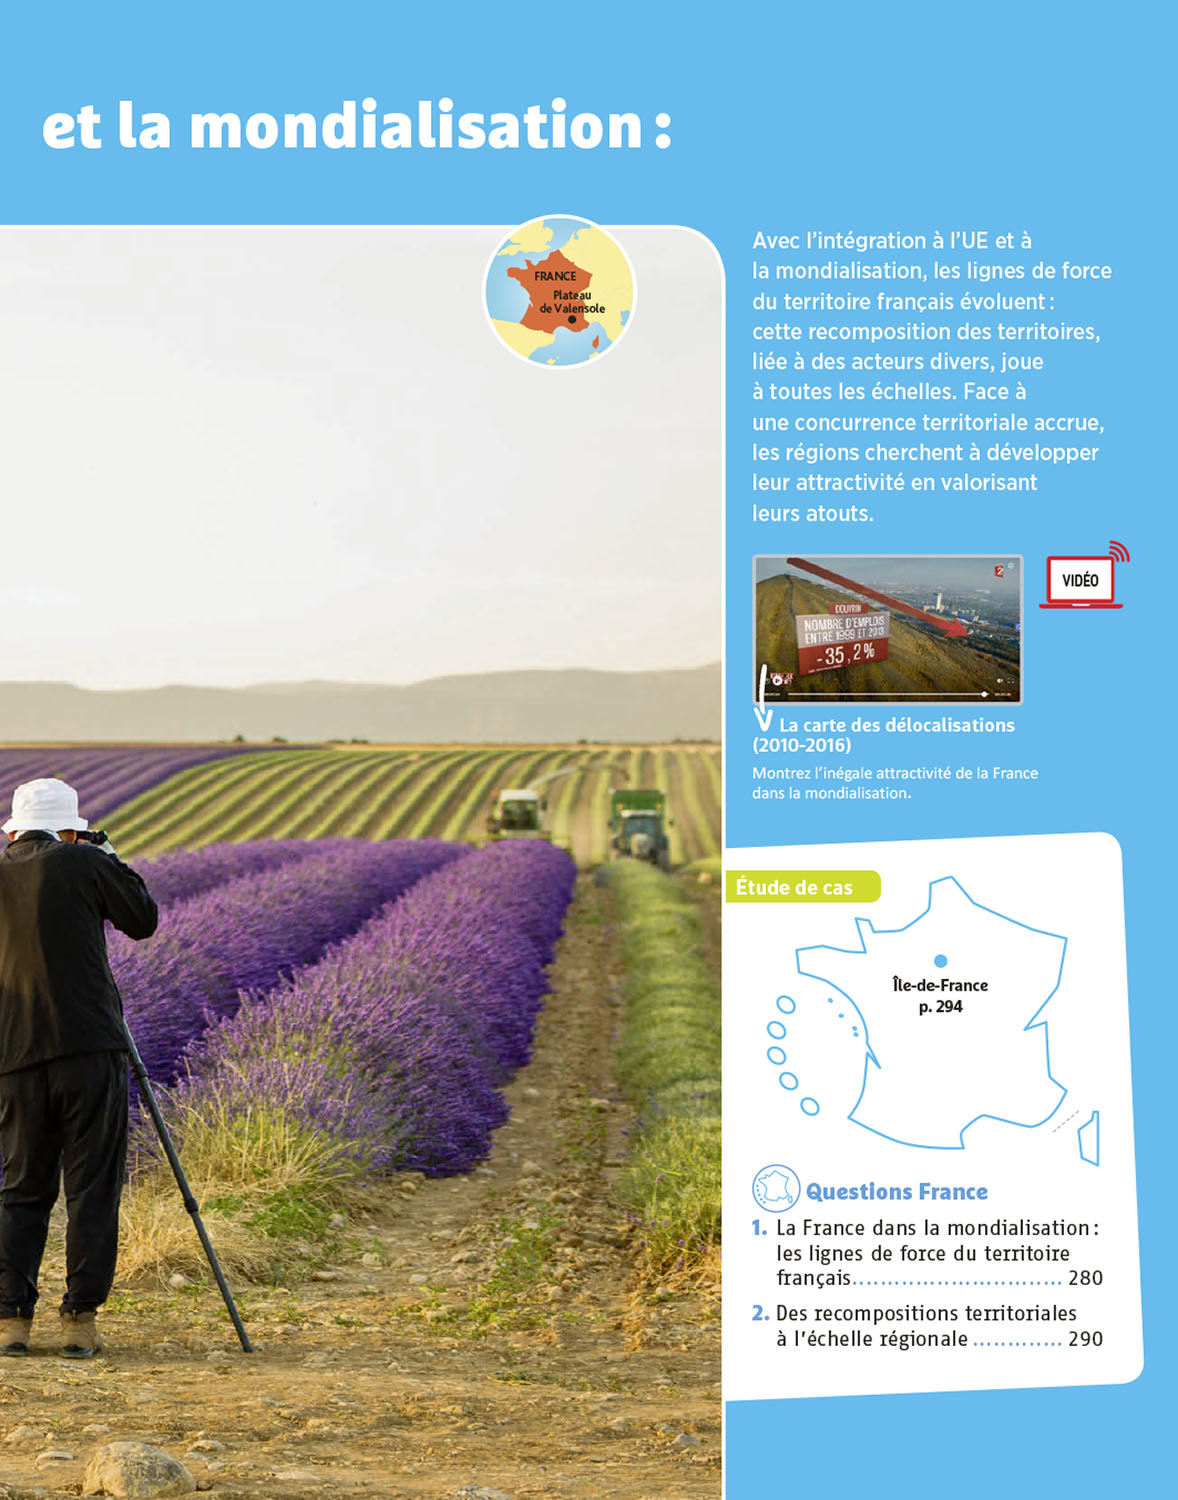 et la mondialisation :
FRANCE
Plateau
de Valensole
Avec l'intégration à l'UE et à
la mondialisation, les lignes de force
du territoire français évoluent :
cette recomposition des territoires,
liée à des acteurs divers, joue
à toutes les échelles. Face à
une concurrence territoriale accrue,
les régions cherchent à développer
leur attractivité en valorisant
leurs atouts.
2
DOUVRIN
NOMBRE D'EMPLOIS
ENTRE 1999 ET 2013
-35,2%
VIDÉO
La carte des délocalisations
(2010-2016)
Montrez l'inégale attractivité de la France
dans la mondialisation.
Étude de cas
Île-de-France
p. 294
Questions France
1. La France dans la mondialisation :
les lignes de force du territoire
français.............................. 280
2. Des recompositions territoriales
à l'échelle régionale ............. 290